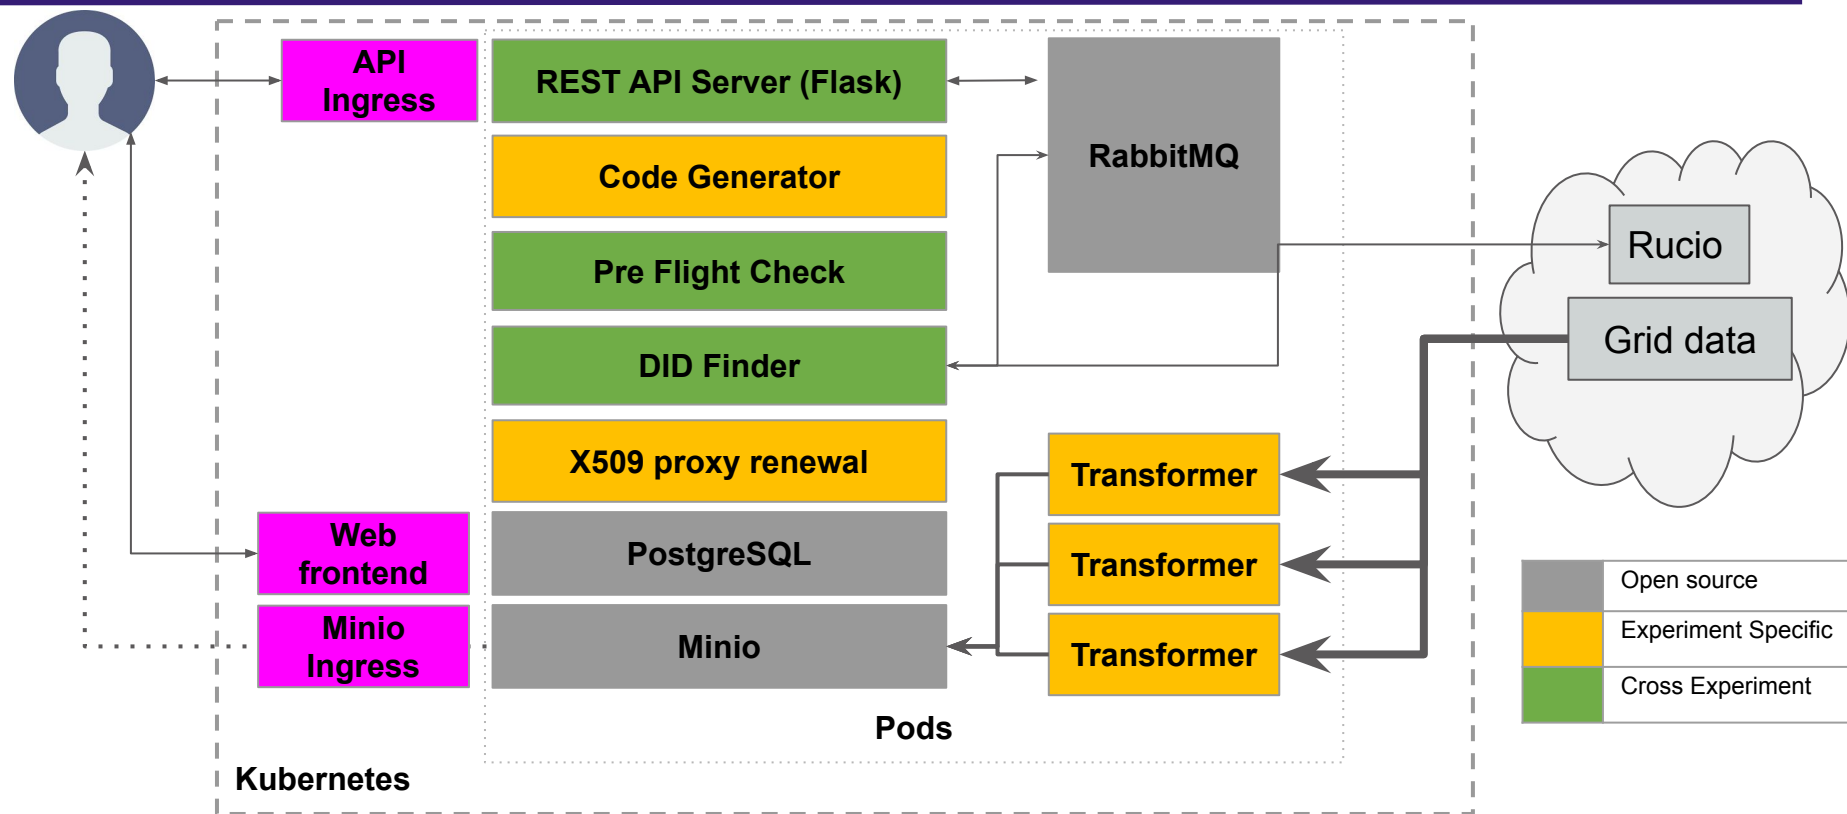 API
Ingress
REST API Server (Flask)
Code Generator
Pre Flight Check
DID Finder
X509 proxy renewal
Web
frontend
PostgreSQL
Minio
Ingress
Minio
RabbitMQ
Transformer
Transformer
Transformer
Pods
Kubernetes
Rucio
Grid data
Open source
Experiment Specific
Cross Experiment